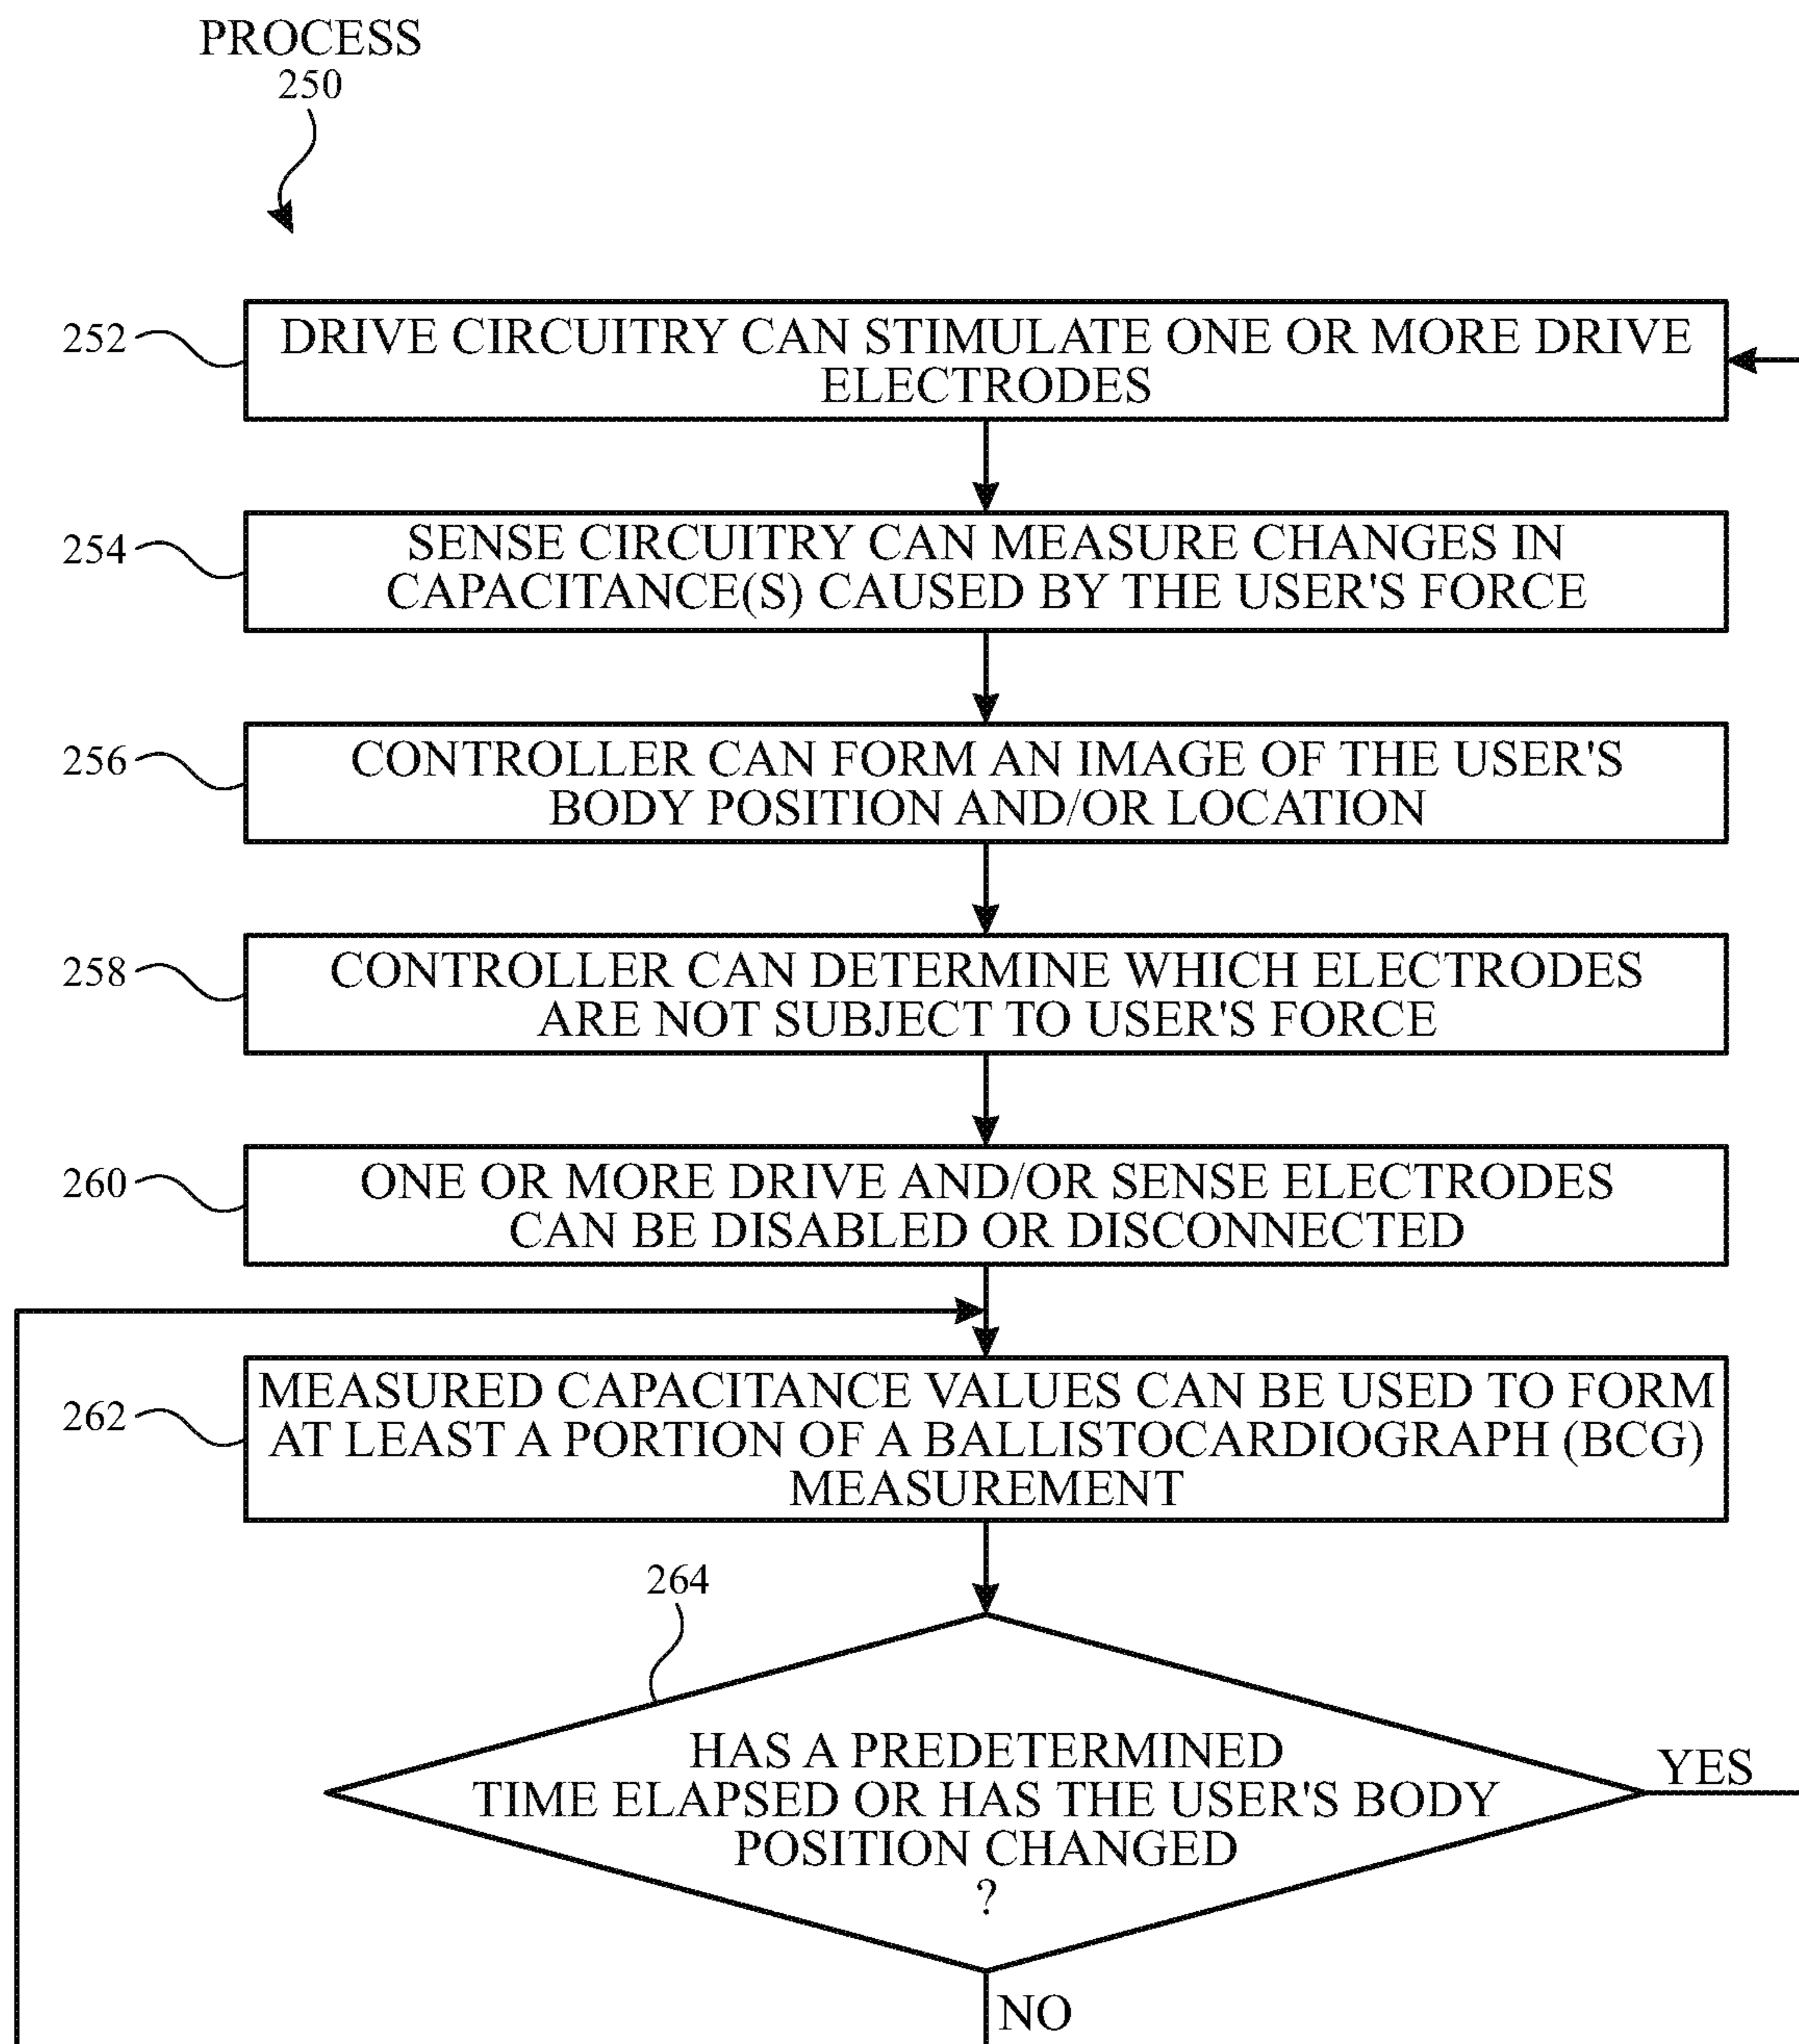 PROCESS
250
252
DRIVE CIRCUITRY CAN STIMULATE ONE OR MORE DRIVE
ELECTRODES
254
SENSE CIRCUITRY CAN MEASURE CHANGES IN
CAPACITANCE(S) CAUSED BY THE USER'S FORCE
256
CONTROLLER CAN FORM AN IMAGE OF THE USER'S
BODY POSITION AND/OR LOCATION
258
CONTROLLER CAN DETERMINE WHICH ELECTRODES
ARE NOT SUBJECT TO USER'S FORCE
260
ONE OR MORE DRIVE AND/OR SENSE ELECTRODES
CAN BE DISABLED OR DISCONNECTED
262
MEASURED CAPACITANCE VALUES CAN BE USED TO FORM
AT LEAST A PORTION OF A BALLISTOCARDIOGRAPH (BCG)
MEASUREMENT
264
HAS A PREDETERMINED
TIME ELAPSED OR HAS THE USER'S BODY
POSITION CHANGED
?
YES
NO